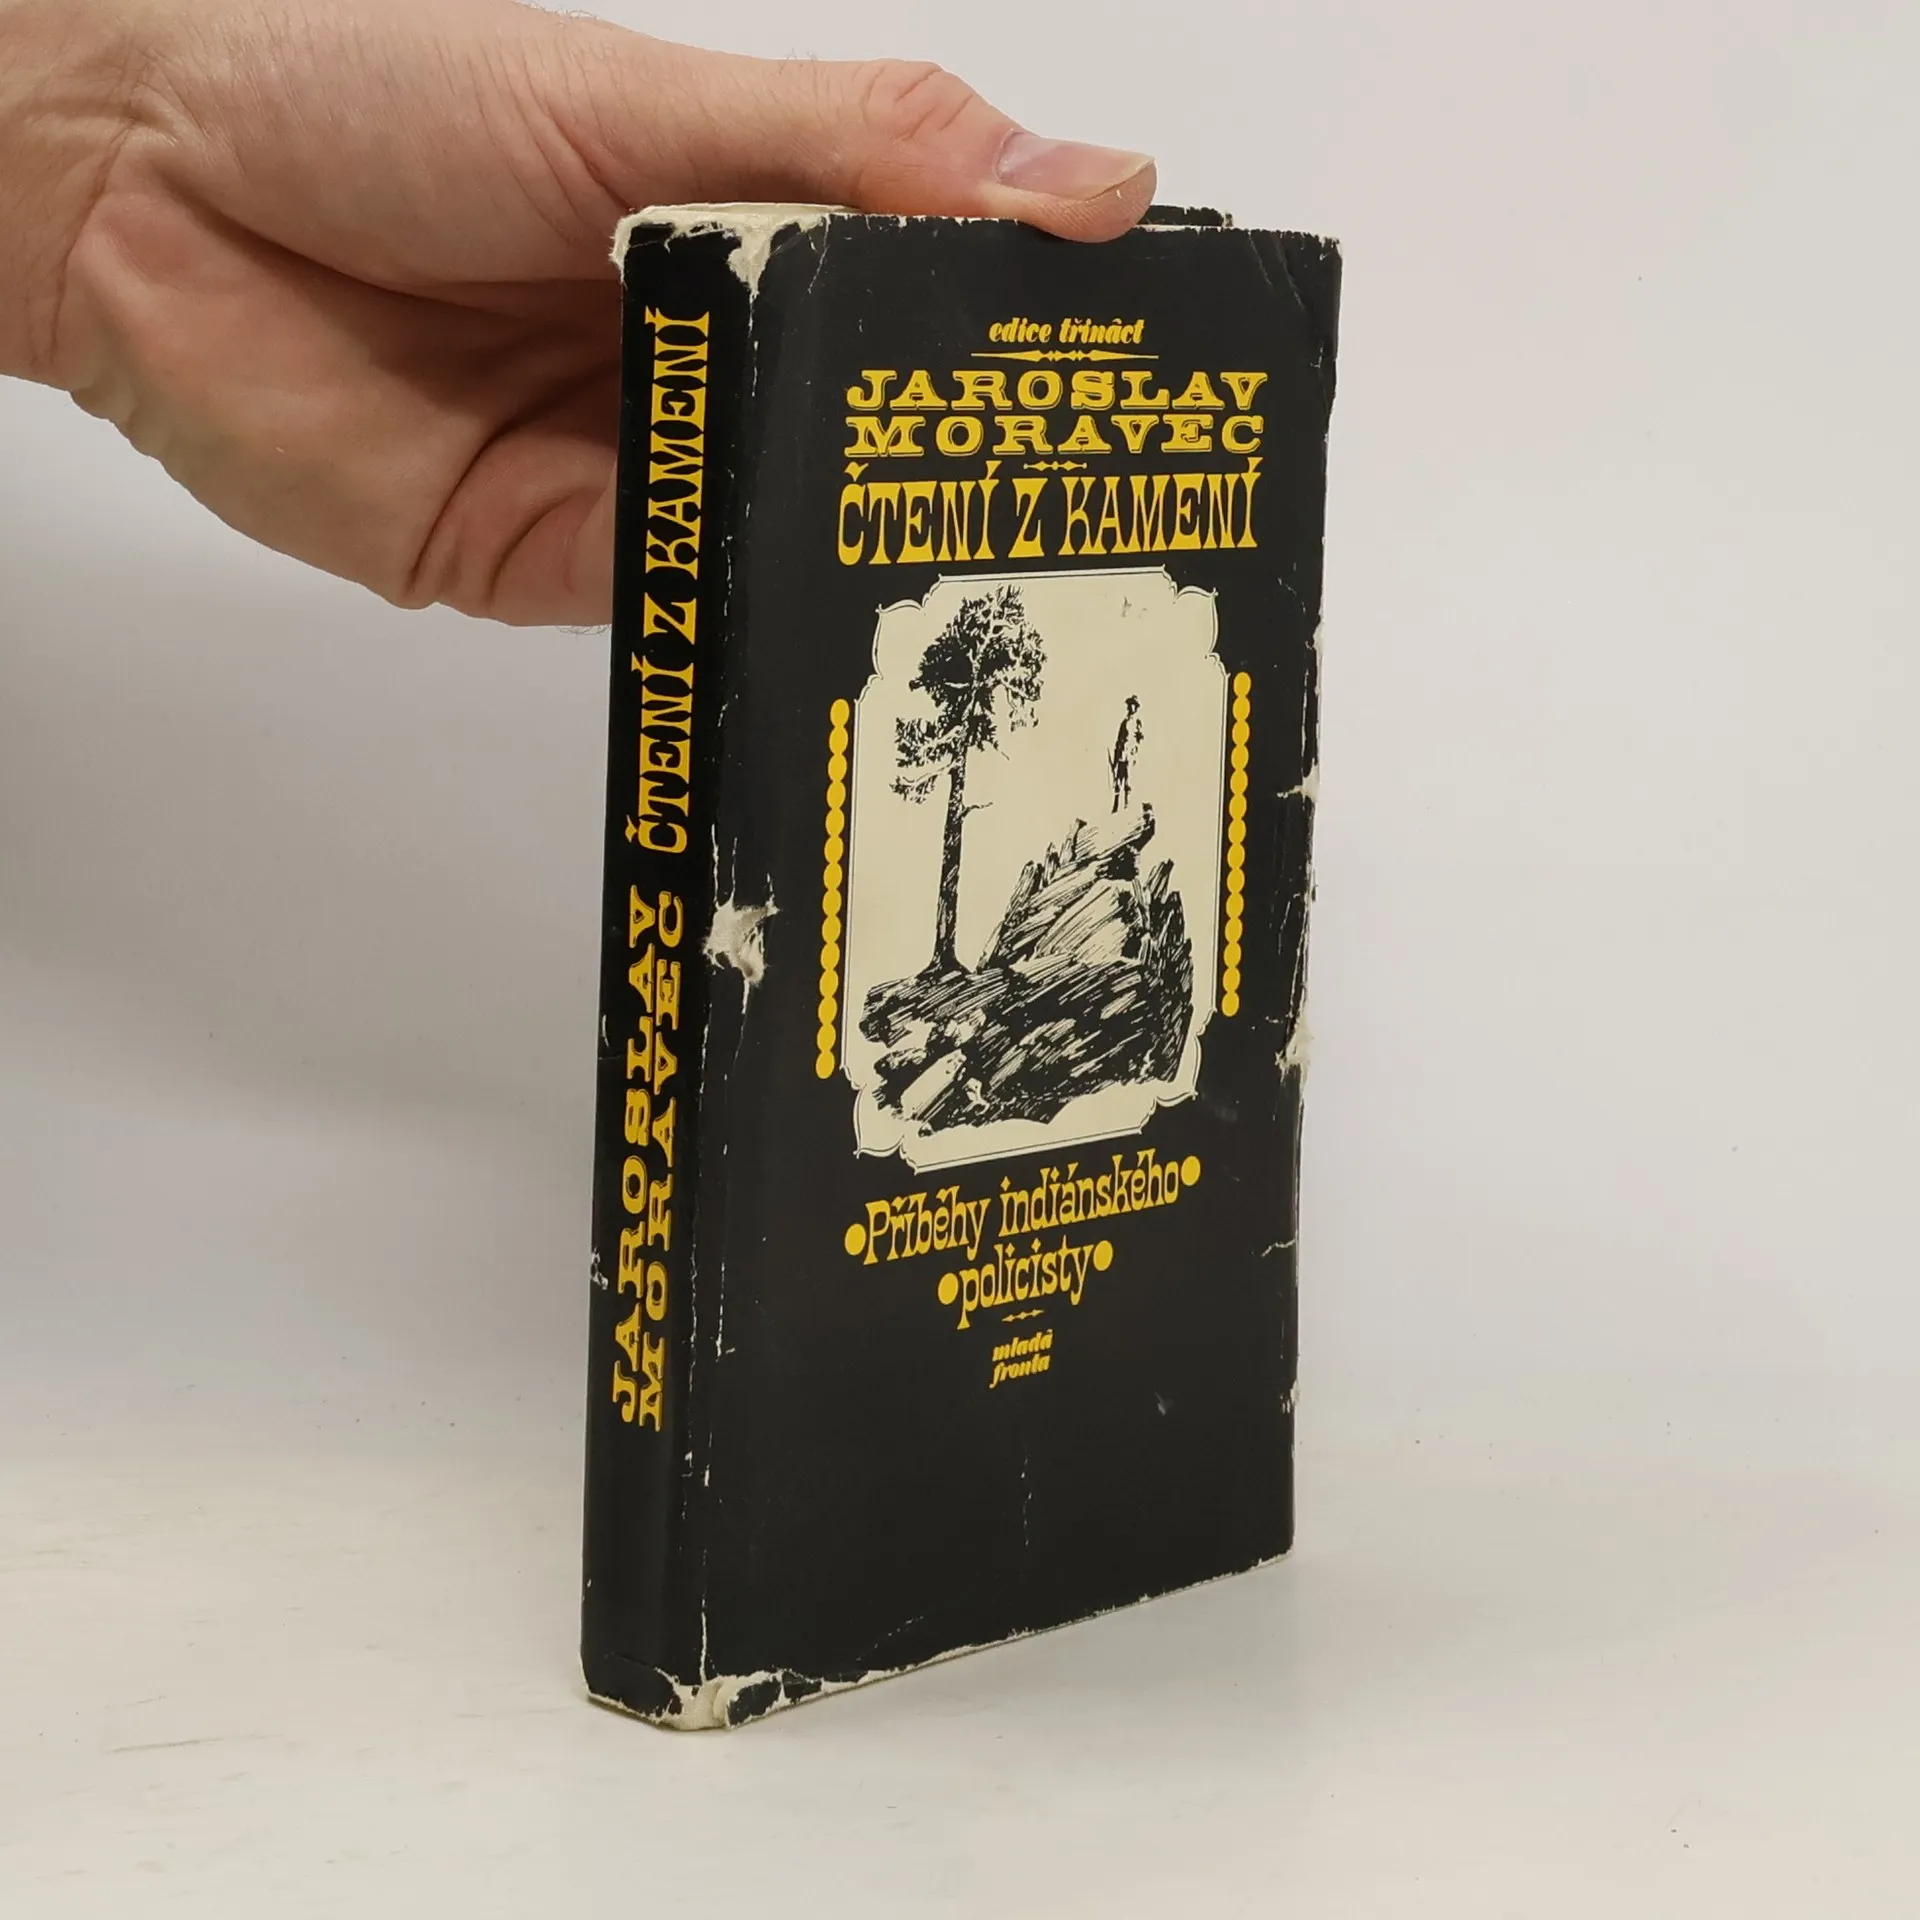 edice třináct
JAROSLAV
MORAVEC
ČTENÍ Z KAMENÍ
Příběhy indiánského
policisty
mladá
fronta
JAROSLAV
MORAVEC
ČTENÍ Z KAMENÍ